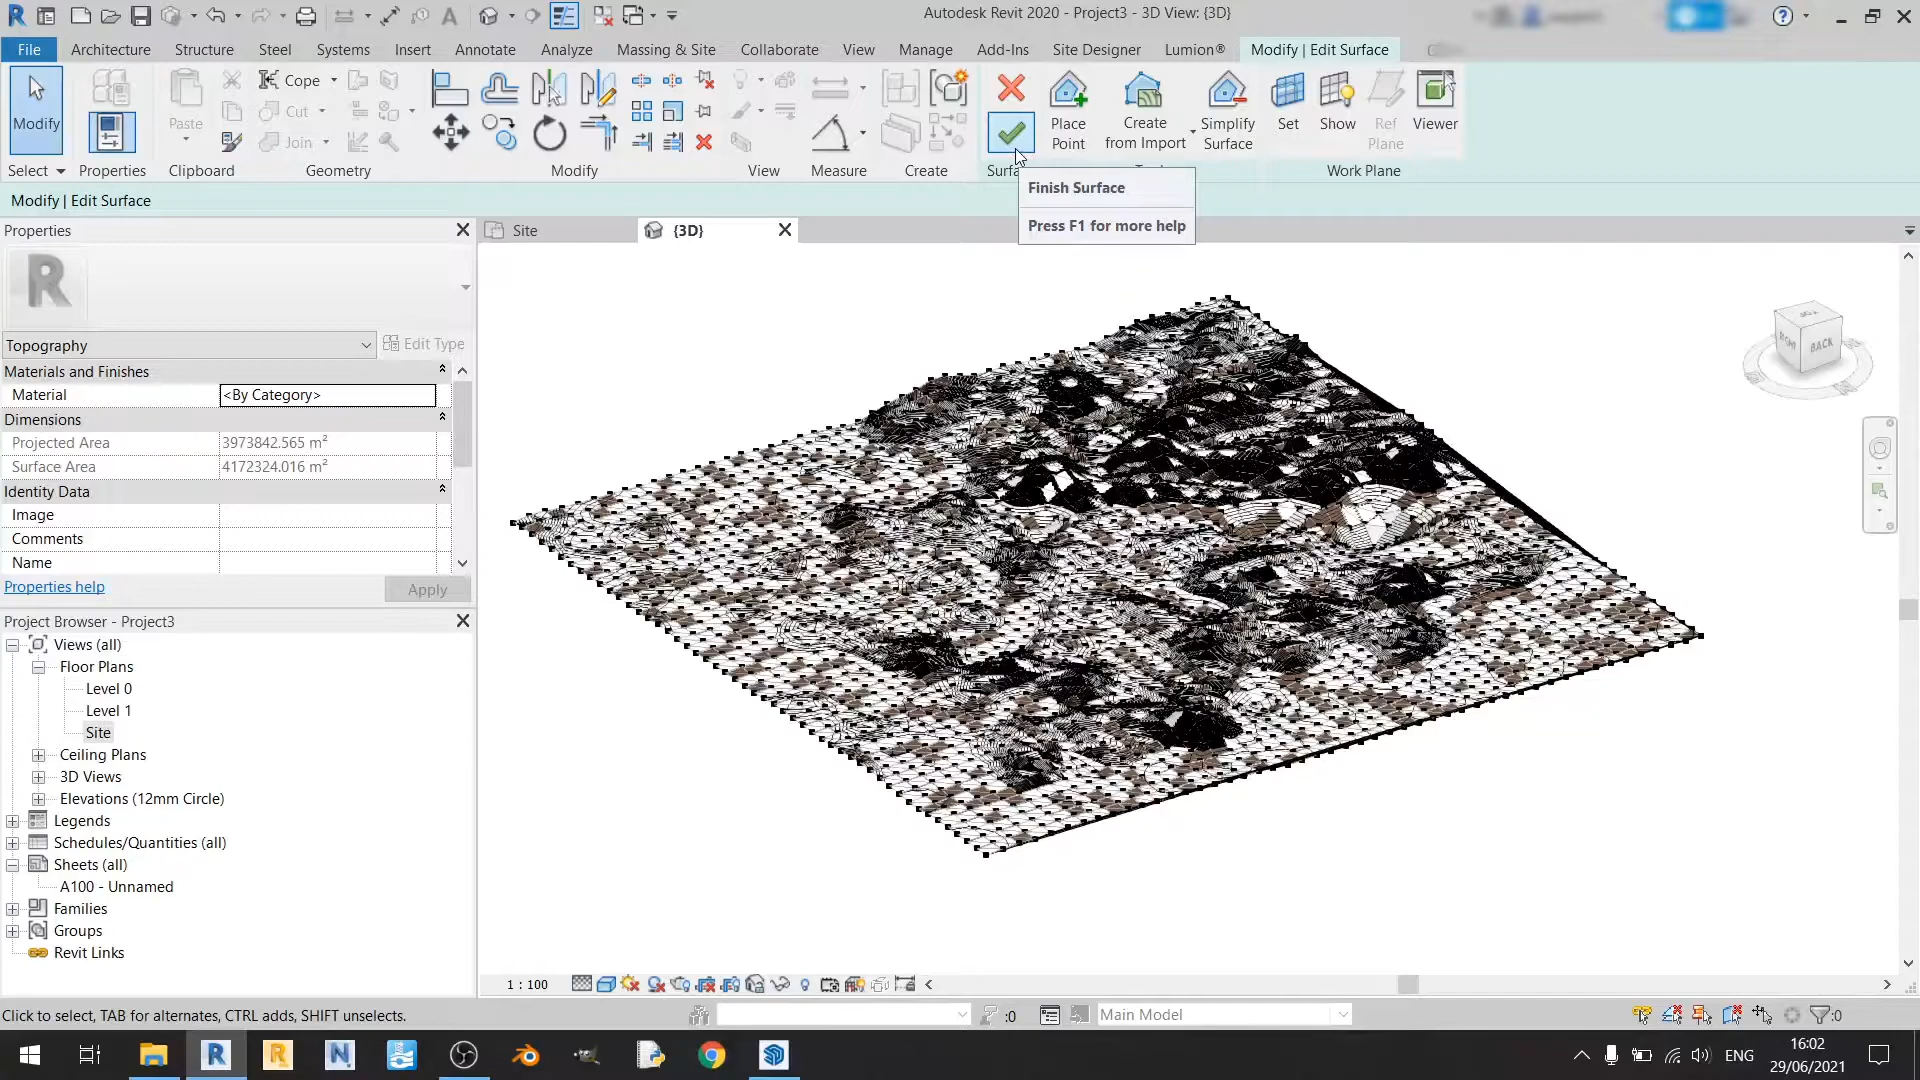 Autodesk Revit 2020 - Project3 - 3D View: {3D}
File Architecture Structure Steel Systems Insert Annotate Analyze Massing & Site Collaborate View Manage Add-Ins Site Designer Lumion® Modify | Edit Surface
Modify
Paste
Cope
Cut
Join
Place Point
Create from Import
Simplify Surface
Set
Show
Ref Plane
Viewer
Select Properties Clipboard Geometry Modify View Measure Create Work Plane
Modify | Edit Surface
Finish Surface
Press F1 for more help
Properties
Site
{3D}
R
Topography
Edit Type
Materials and Finishes
Material <By Category>
Dimensions
Projected Area 3973842.565 m²
Surface Area 4172324.016 m²
Identity Data
Image
Comments
Name
Properties help
Apply
Project Browser - Project3
Views (all)
Floor Plans
Level 0
Level 1
Site
Ceiling Plans
3D Views
Elevations (12mm Circle)
Legends
Schedules/Quantities (all)
Sheets (all)
A100 - Unnamed
Families
Groups
Revit Links
BACK
1 : 100
Click to select, TAB for alternates, CTRL adds, SHIFT unselects.
:0
Main Model
:0
ENG
16:02
29/06/2021